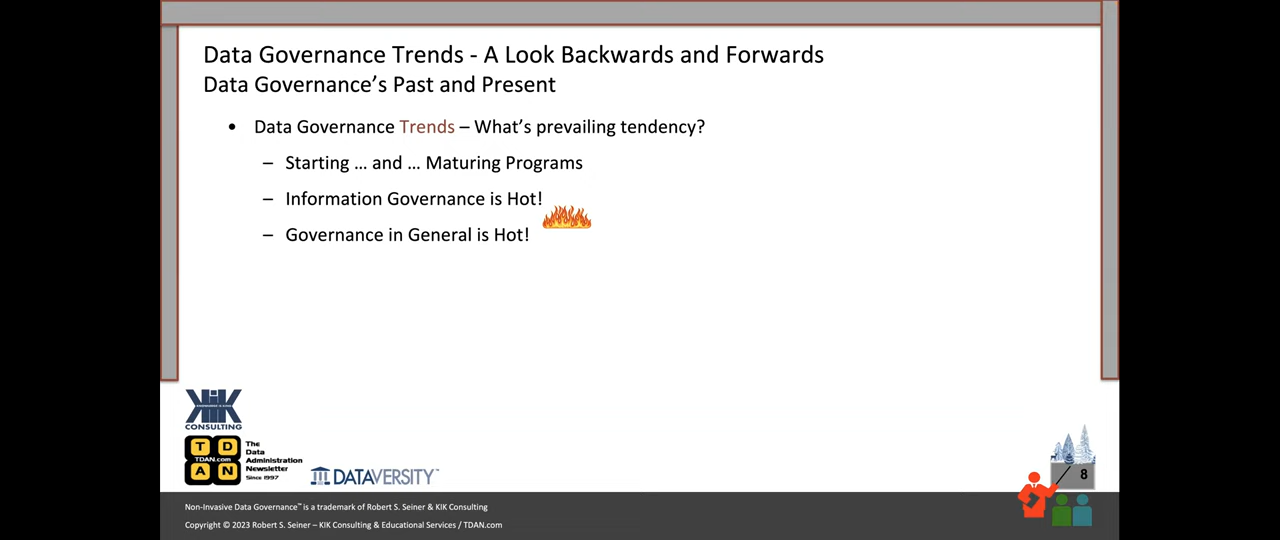 Data Governance Trends - A Look Backwards and Forwards
Data Governance’s Past and Present
• Data Governance Trends – What’s prevailing tendency?
– Starting … and … Maturing Programs
– Information Governance is Hot!
– Governance in General is Hot!
KIK
CONSULTING
T D
TDAN.com
A N
The
Data
Administration
Newsletter
Since 1997
DATAVERSITY™
8
Non-Invasive Data Governance™ is a trademark of Robert S. Seiner & KIK Consulting
Copyright © 2023 Robert S. Seiner – KIK Consulting & Educational Services / TDAN.com